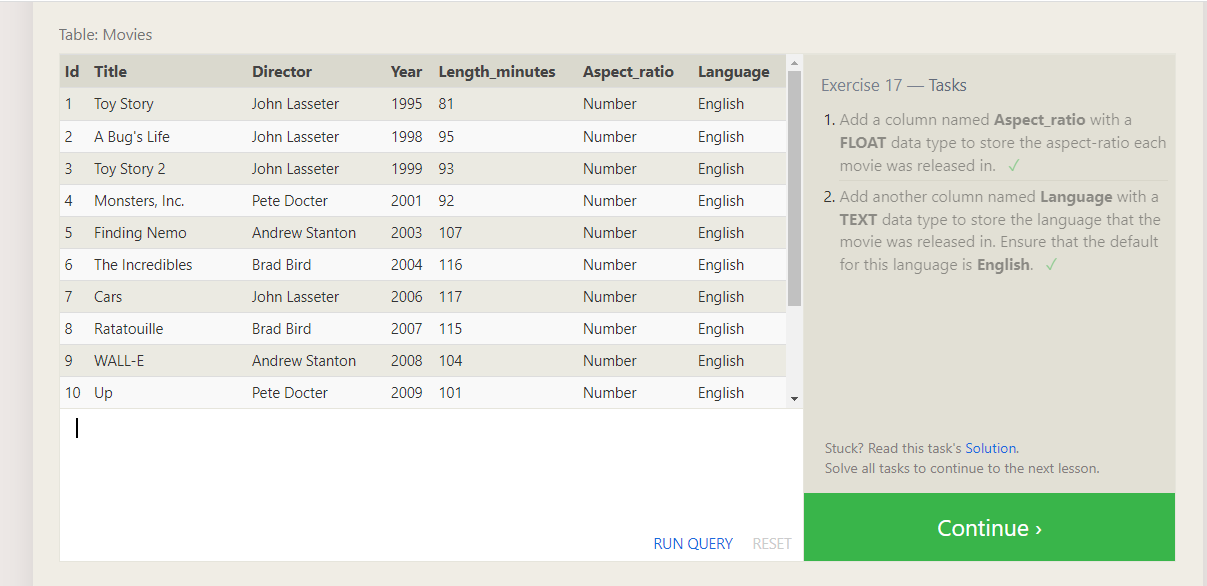 Table: Movies
Id Title Director Year Length_minutes Aspect_ratio Language
1 Toy Story John Lasseter 1995 81 Number English
2 A Bug's Life John Lasseter 1998 95 Number English
3 Toy Story 2 John Lasseter 1999 93 Number English
4 Monsters, Inc. Pete Docter 2001 92 Number English
5 Finding Nemo Andrew Stanton 2003 107 Number English
6 The Incredibles Brad Bird 2004 116 Number English
7 Cars John Lasseter 2006 117 Number English
8 Ratatouille Brad Bird 2007 115 Number English
9 WALL-E Andrew Stanton 2008 104 Number English
10 Up Pete Docter 2009 101 Number English
RUN QUERY RESET
Exercise 17 — Tasks
1. Add a column named Aspect_ratio with a
FLOAT data type to store the aspect-ratio each
movie was released in. ✓
2. Add another column named Language with a
TEXT data type to store the language that the
movie was released in. Ensure that the default
for this language is English. ✓
Stuck? Read this task's Solution.
Solve all tasks to continue to the next lesson.
Continue ›